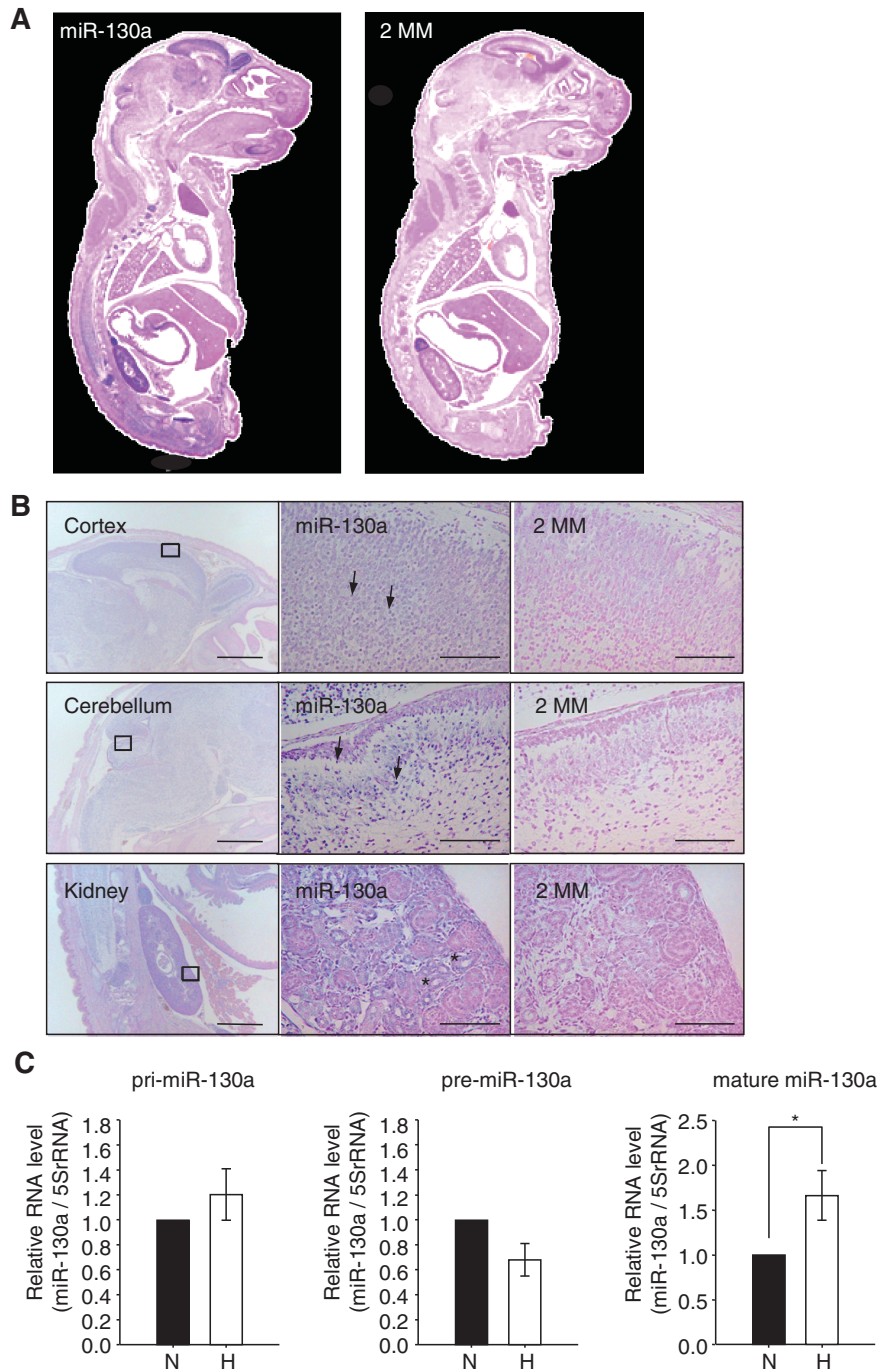 A
miR-130a
2 MM
B
Cortex
miR-130a
2 MM
Cerebellum
miR-130a
2 MM
Kidney
miR-130a
2 MM
*
*
C
pri-miR-130a
Relative RNA level
(miR-130a / 5SrRNA)
1.8
1.6
1.4
1.2
1.0
0.8
0.6
0.4
0.2
0.0
N
H
pre-miR-130a
Relative RNA level
(miR-130a / 5SrRNA)
1.8
1.6
1.4
1.2
1.0
0.8
0.6
0.4
0.2
0.0
N
H
mature miR-130a
Relative RNA level
(miR-130a / 5SrRNA)
2.5
2.0
1.5
1.0
0.5
0.0
*
N
H